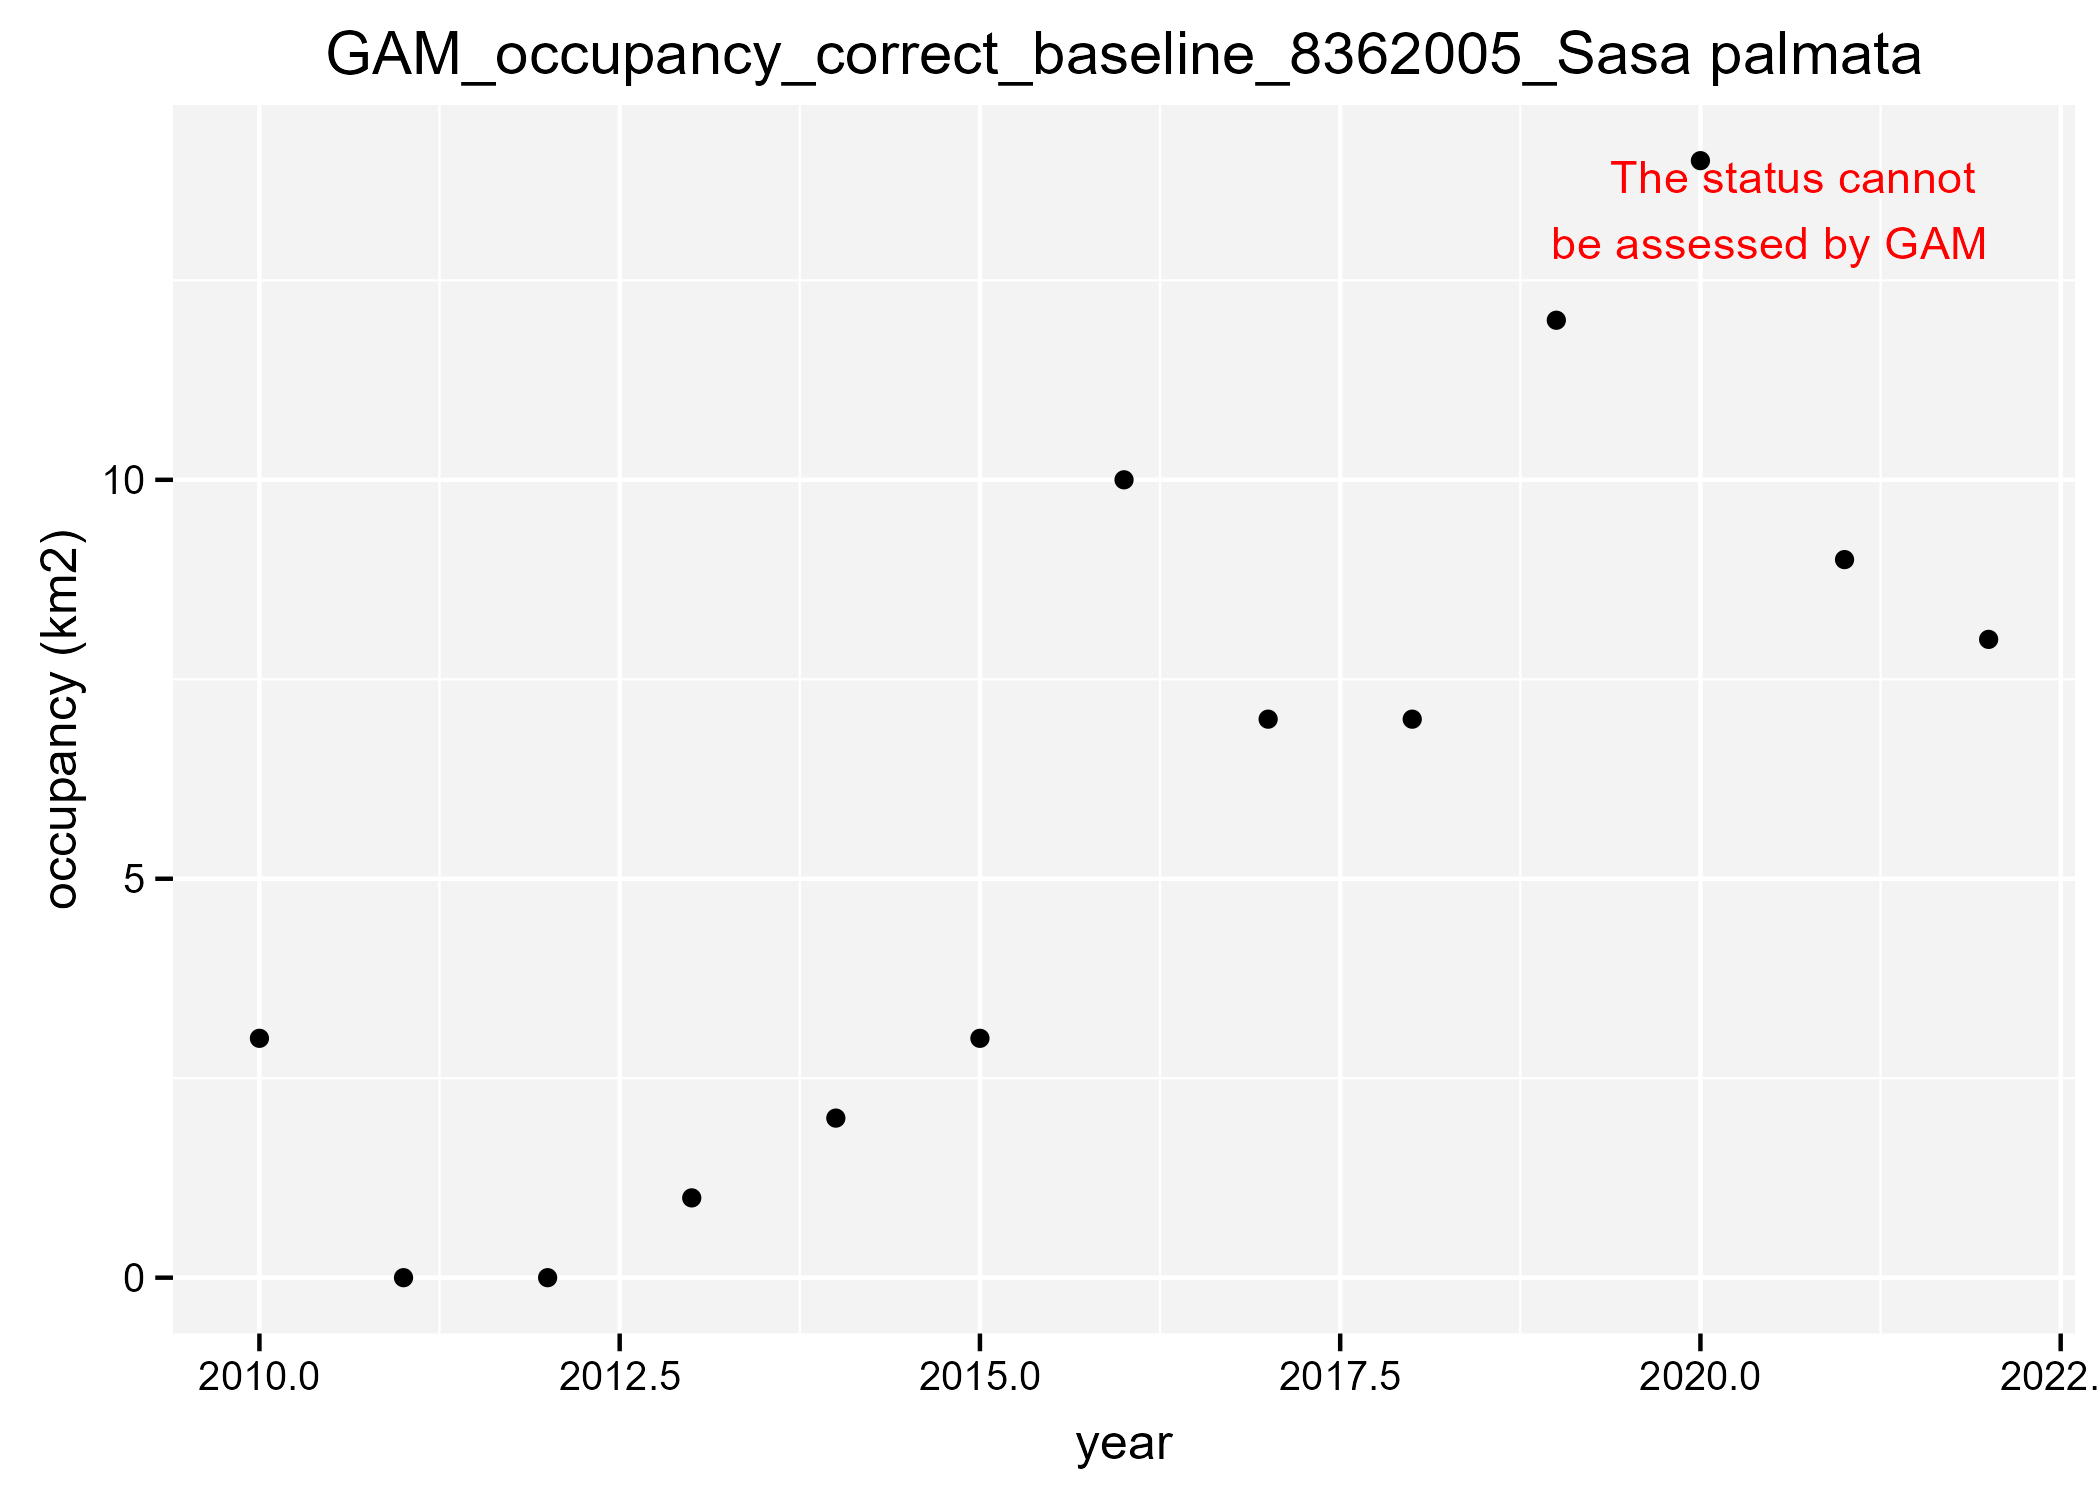 GAM_occupancy_correct_baseline_8362005_Sasa palmata
The status cannot
be assessed by GAM
10
5
0
occupancy (km2)
2010.0 2012.5 2015.0 2017.5 2020.0 2022.
year